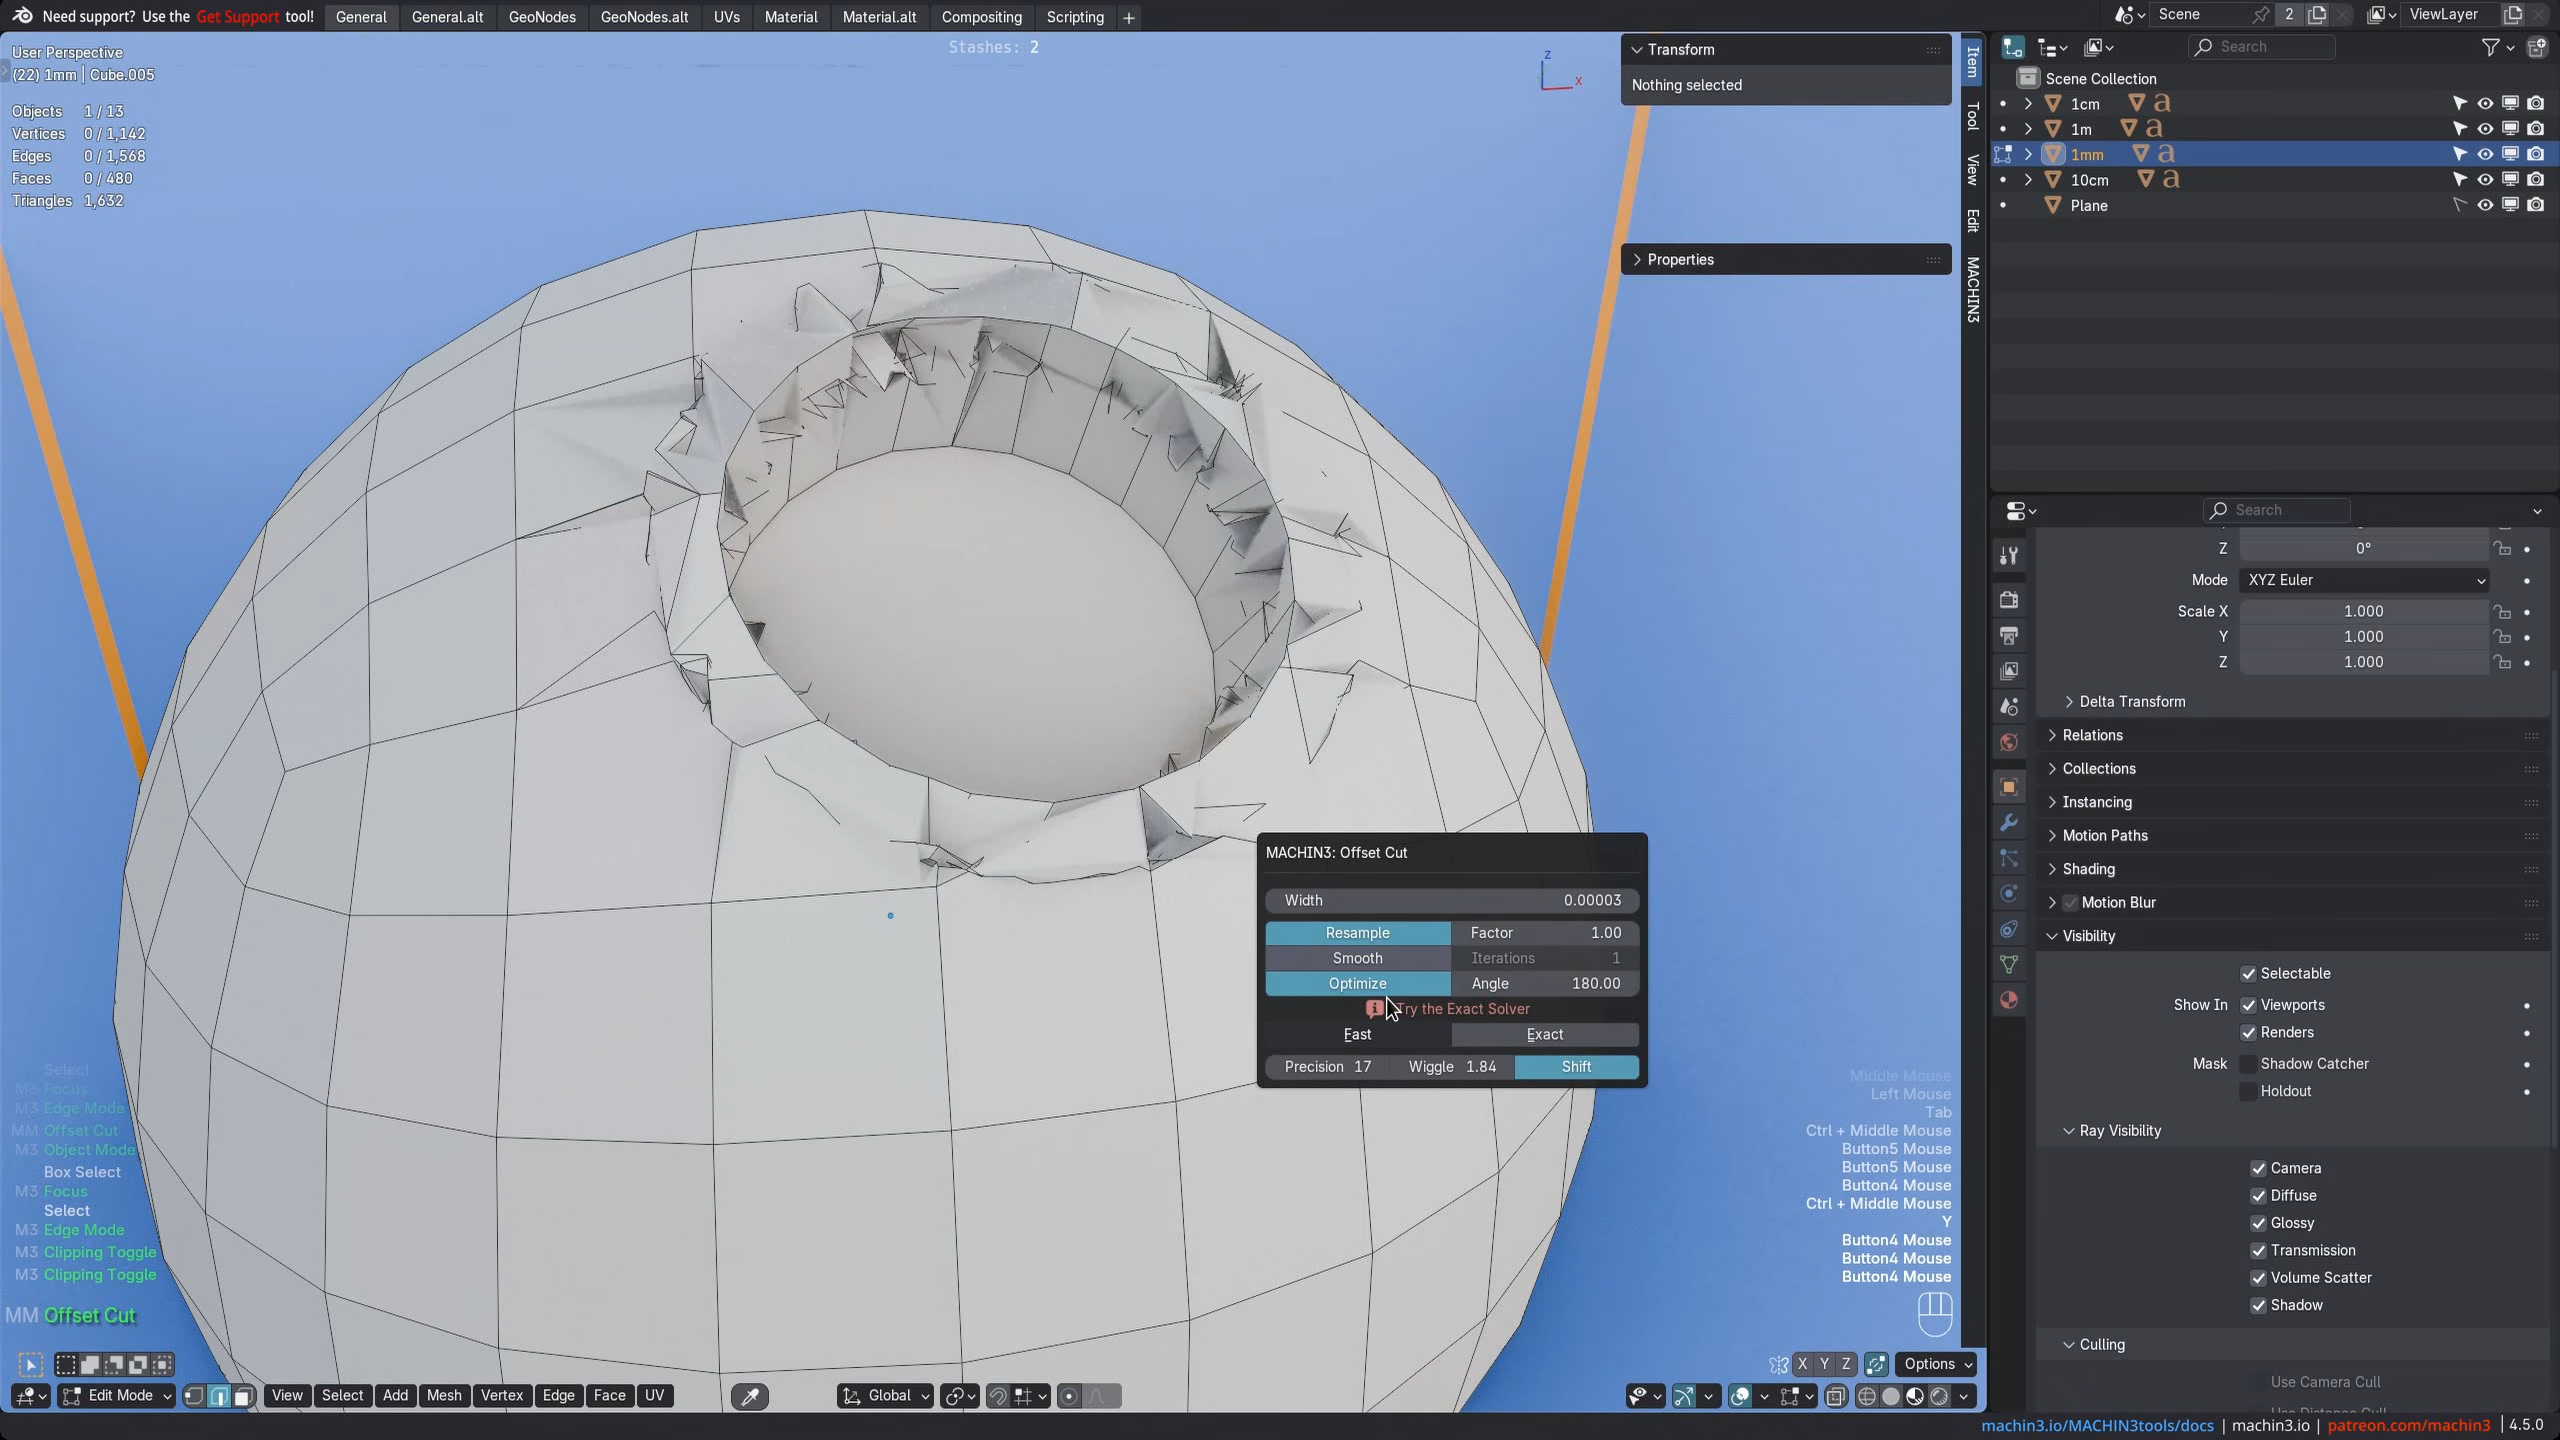 Need support? Use the Get Support tool!
General
General.alt
GeoNodes
GeoNodes.alt
UVs
Material
Material.alt
Compositing
Scripting
Scene
2
ViewLayer
User Perspective
(22) 1mm | Cube.005
Stashes: 2
Objects 1 / 13
Vertices 0 / 1,142
Edges 0 / 1,568
Faces 0 / 480
Triangles 1,632
Z
X
Transform
Nothing selected
Properties
Item
Tool
View
Edit
MACHIN3
Search
Scene Collection
1cm
1m
1mm
10cm
Plane
Search
Z 0°
Mode XYZ Euler
Scale X 1.000
Y 1.000
Z 1.000
Delta Transform
Relations
Collections
Instancing
Motion Paths
Shading
Motion Blur
Visibility
Selectable
Show In Viewports
Renders
Mask Shadow Catcher
Holdout
Ray Visibility
Camera
Diffuse
Glossy
Transmission
Volume Scatter
Shadow
Culling
Use Camera Cull
Use Distance Cull
MACHIN3: Offset Cut
Width 0.00003
Resample Factor 1.00
Smooth Iterations 1
Optimize Angle 180.00
Try the Exact Solver
Fast Exact
Precision 17 Wiggle 1.84 Shift
Select
M3 Focus
M3 Edge Mode
MM Offset Cut
M3 Object Mode
Box Select
M3 Focus
Select
M3 Edge Mode
M3 Clipping Toggle
M3 Clipping Toggle
MM Offset Cut
Middle Mouse
Left Mouse
Tab
Ctrl + Middle Mouse
Button5 Mouse
Button5 Mouse
Button4 Mouse
Ctrl + Middle Mouse
Y
Button4 Mouse
Button4 Mouse
Button4 Mouse
X Y Z
Options
Edit Mode
View
Select
Add
Mesh
Vertex
Edge
Face
UV
Global
machin3.io/MACHIN3tools/docs | machin3.io | patreon.com/machin3 | 4.5.0